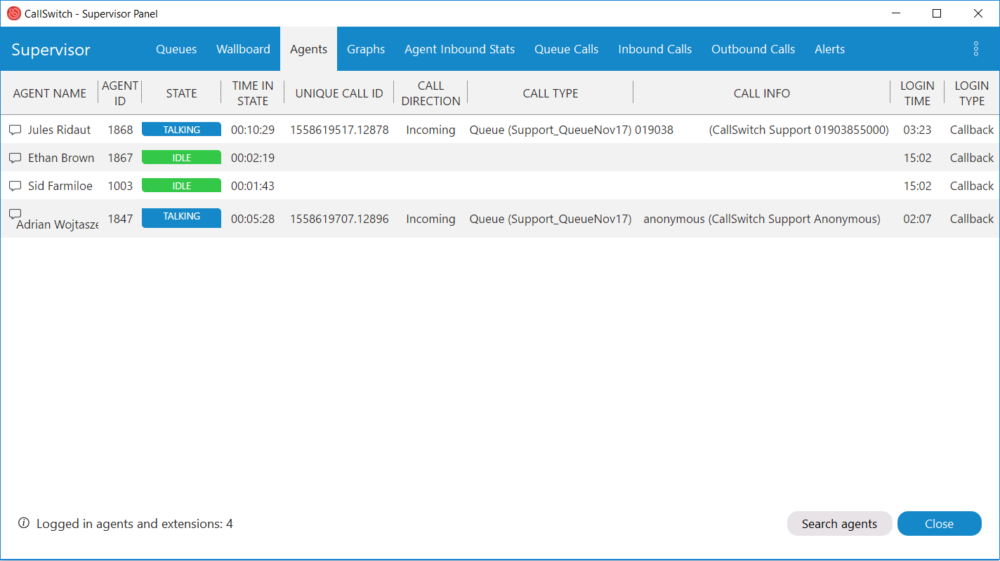 CallSwitch - Supervisor Panel
Supervisor Queues Wallboard Agents Graphs Agent Inbound Stats Queue Calls Inbound Calls Outbound Calls Alerts
AGENT NAME AGENT ID STATE TIME IN STATE UNIQUE CALL ID CALL DIRECTION CALL TYPE CALL INFO LOGIN TIME LOGIN TYPE
Jules Ridaut 1868 TALKING 00:10:29 1558619517.12878 Incoming Queue (Support_QueueNov17) 019038 (CallSwitch Support 01903855000) 03:23 Callback
Ethan Brown 1867 IDLE 00:02:19 15:02 Callback
Sid Farmiloe 1003 IDLE 00:01:43 15:02 Callback
Adrian Wojtasze 1847 TALKING 00:05:28 1558619707.12896 Incoming Queue (Support_QueueNov17) anonymous (CallSwitch Support Anonymous) 02:07 Callback
Logged in agents and extensions: 4 Search agents Close